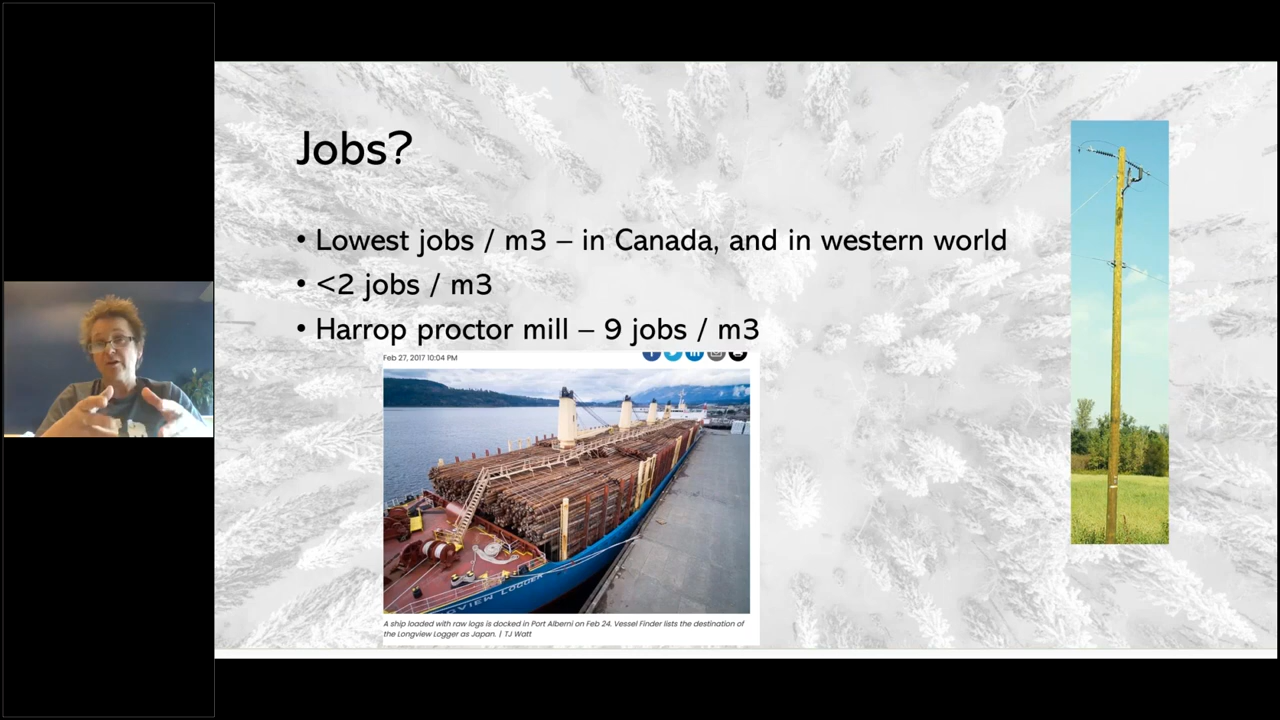 Jobs?
• Lowest jobs / m3 – in Canada, and in western world
• <2 jobs / m3
• Harrop proctor mill – 9 jobs / m3
Feb 27, 2017 10:04 PM
VIEW LOGGER
A ship loaded with raw logs is docked in Port Alberni on Feb 24. Vessel Finder lists the destination of
the Longview Logger as Japan. | TJ Watt